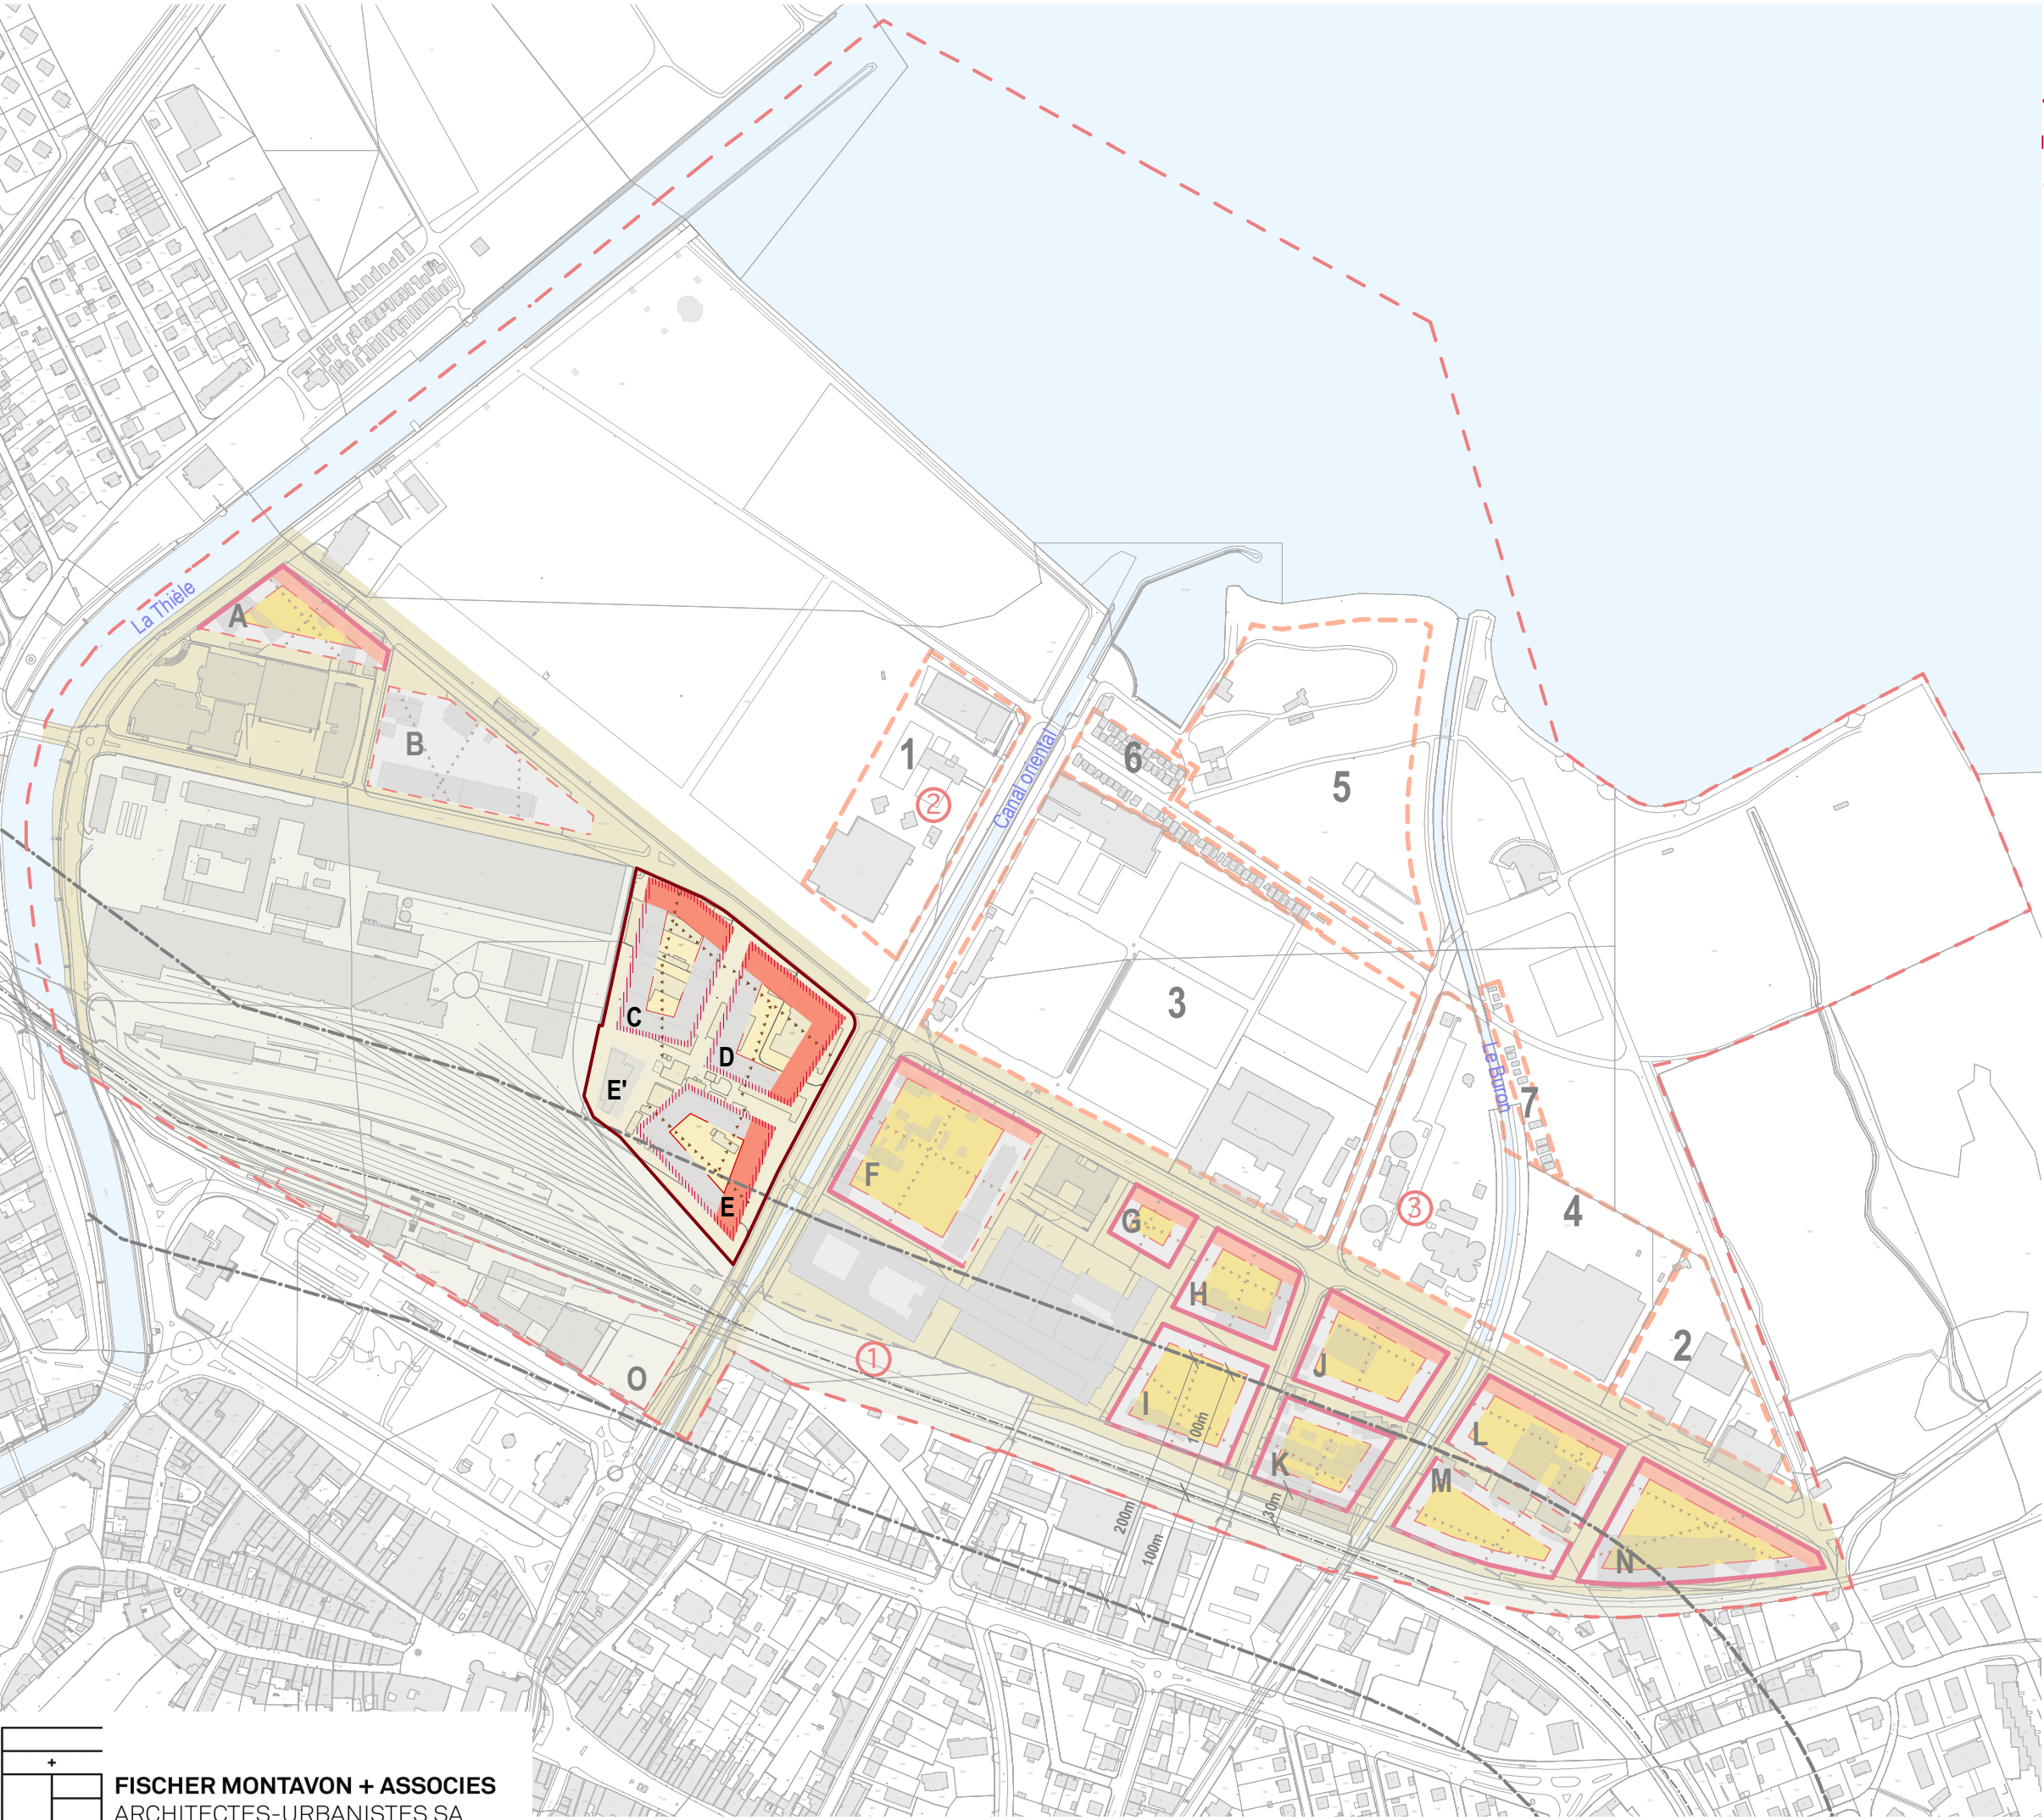 La Thièle
A
B
1
2
Canal oriental
6
5
3
C
D
E'
E
Le Buron
7
4
3
F
G
H
2
O
1
I
J
100m
L
K
M
200m
100m
30m
N
FISCHER MONTAVON + ASSOCIES
ARCHITECTES-URBANISTES SA